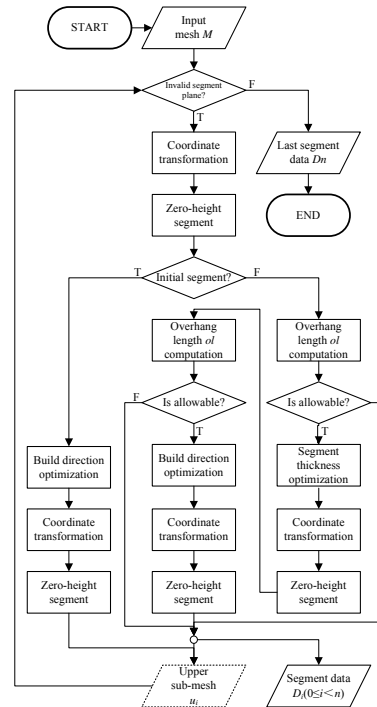 START
Input
mesh M
Invalid segment
plane?
F
T
Coordinate
transformation
Last segment
data Dn
Zero-height
segment
END
T
Initial segment?
F
Overhang
length ol
computation
Overhang
length ol
computation
F
Is allowable?
Is allowable?
T
T
Build direction
optimization
Build direction
optimization
Segment
thickness
optimization
Coordinate
transformation
Coordinate
transformation
Coordinate
transformation
Zero-height
segment
Zero-height
segment
Zero-height
segment
Upper
sub-mesh
ui
Segment data
Di(0≤i<n)